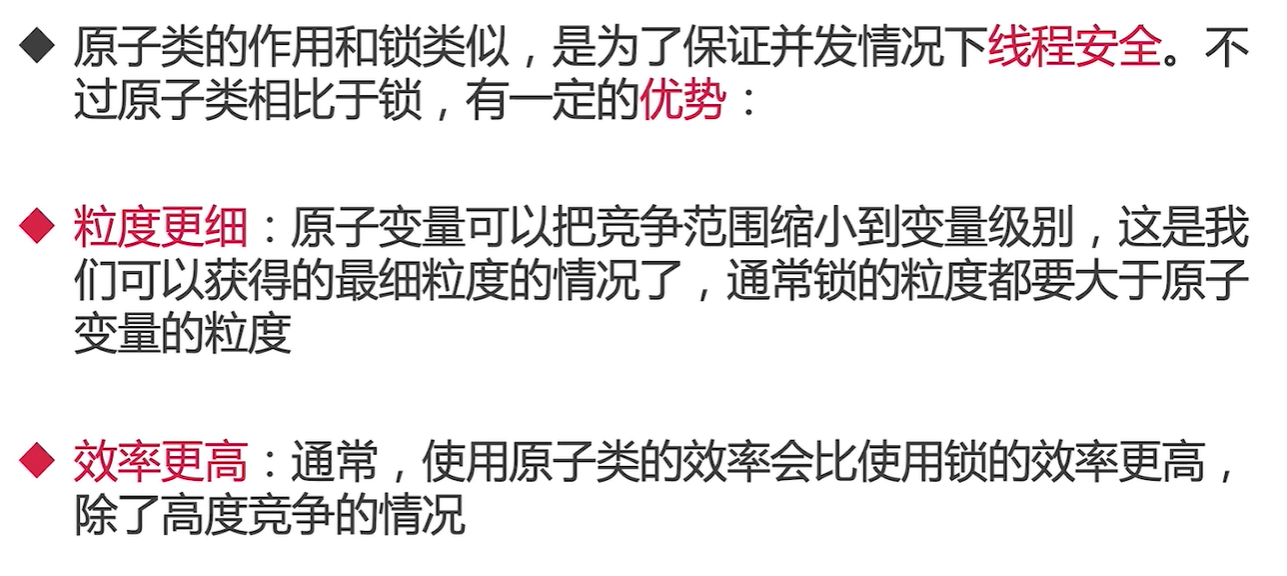 ◆ 原子类的作用和锁类似，是为了保证并发情况下线程安全。不
过原子类相比于锁，有一定的优势：
◆ 粒度更细：原子变量可以把竞争范围缩小到变量级别，这是我
们可以获得的最细粒度的情况了，通常锁的粒度都要大于原子
变量的粒度
◆ 效率更高：通常，使用原子类的效率会比使用锁的效率更高，
除了高度竞争的情况